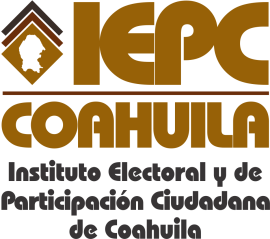 IEPC
COAHUILA
Instituto Electoral y de
Participación Ciudadana
de Coahuila